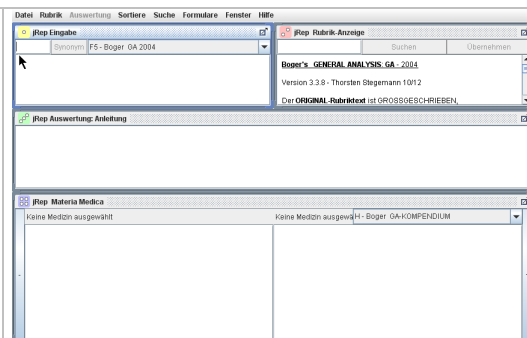 Datei Rubrik Auswertung Sortiere Suche Formulare Fenster Hilfe
jRep Eingabe
Synonym F5 - Boger GA 2004
jRep Rubrik-Anzeige
Suchen Übernehmen
Boger's GENERAL ANALYSIS: GA - 2004
Version 3.3.8 - Thorsten Stegemann 10/12
Der ORIGINAL-Rubriktext ist GROSSGESCHRIEBEN,
jRep Auswertung: Anleitung
jRep Materia Medica
Keine Medizin ausgewählt
Keine Medizin ausgewä H - Boger GA-KOMPENDIUM